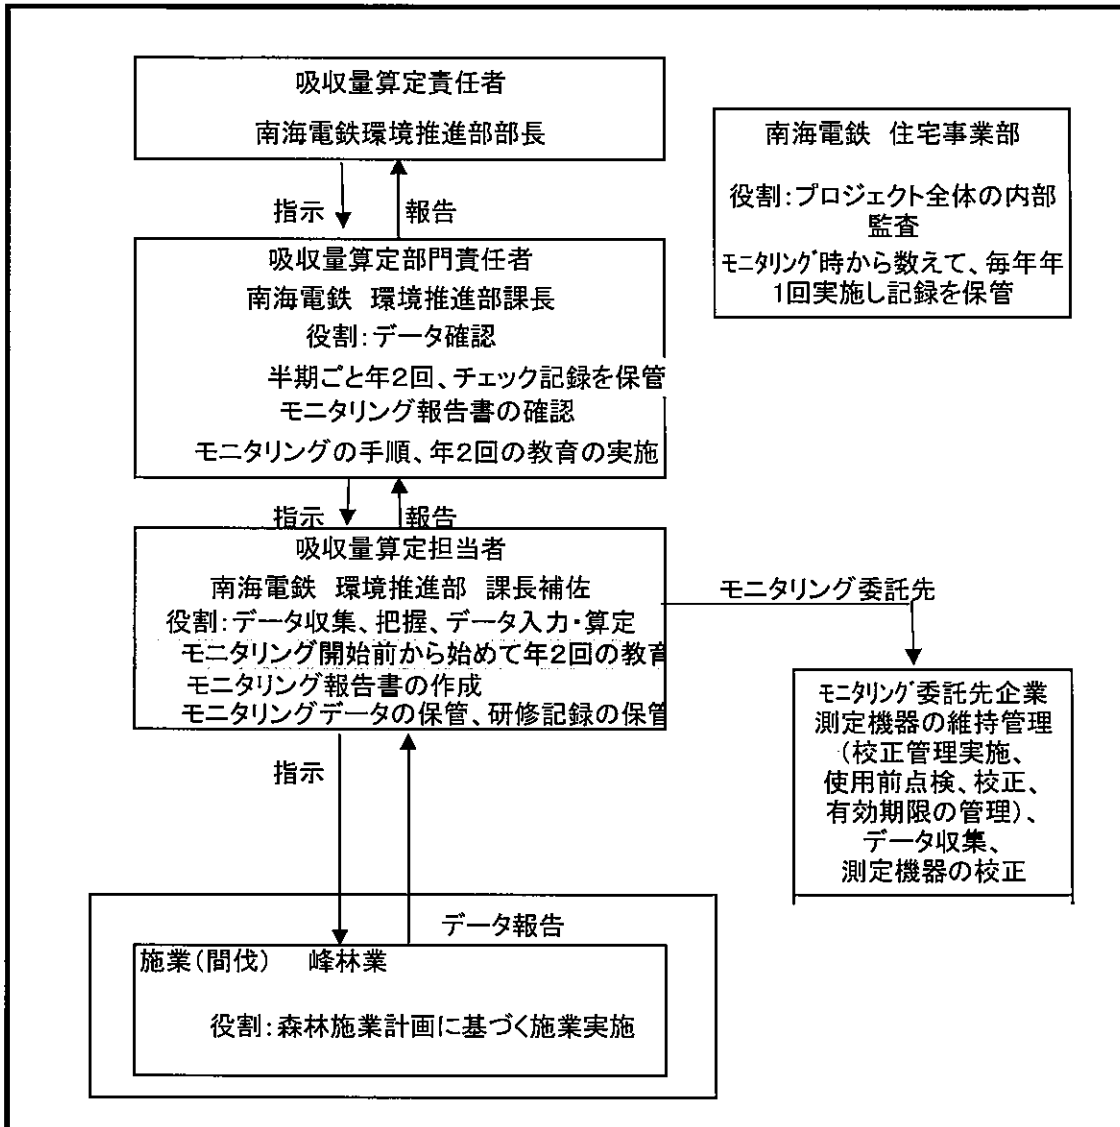 吸収量算定責任者
南海電鉄環境推進部部長
指示
報告
吸収量算定部門責任者
南海電鉄 環境推進部課長
役割:データ確認
半期ごと年2回、チェック記録を保管
モニタリング報告書の確認
モニタリングの手順、年2回の教育の実施
指示
報告
吸収量算定担当者
南海電鉄 環境推進部 課長補佐
役割:データ収集、把握、データ入力・算定
モニタリング開始前から始めて年2回の教育
モニタリング報告書の作成
モニタリングデータの保管、研修記録の保管
指示
データ報告
施業(間伐) 峰林業
役割:森林施業計画に基づく施業実施
南海電鉄 住宅事業部
役割:プロジェクト全体の内部
監査
モニタリング時から数えて、毎年年
1回実施し記録を保管
モニタリング委託先
モニタリング委託先企業
測定機器の維持管理
(校正管理実施、
使用前点検、校正、
有効期限の管理)、
データ収集、
測定機器の校正